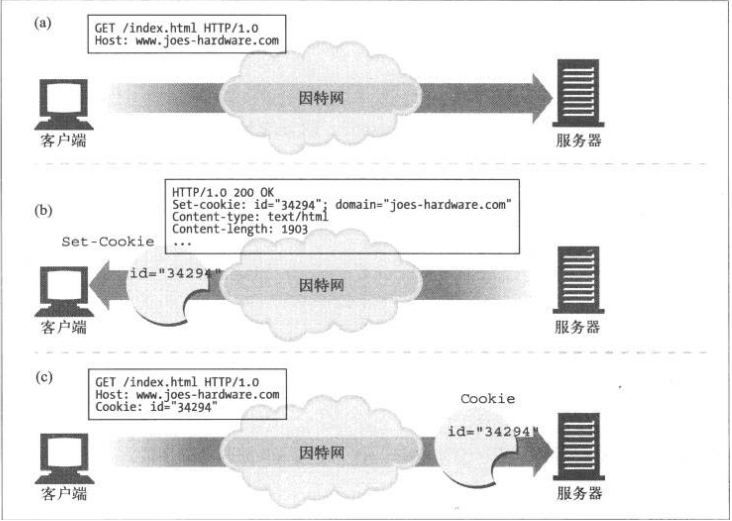 (a)
GET /index.html HTTP/1.0
Host: www.joes-hardware.com
因特网
客户端
服务器
(b)
HTTP/1.0 200 OK
Set-cookie: id="34294"; domain="joes-hardware.com"
Content-type: text/html
Content-length: 1903
...
Set-Cookie
id="34294"
因特网
客户端
服务器
(c)
GET /index.html HTTP/1.0
Host: www.joes-hardware.com
Cookie: id="34294"
Cookie
id="34294"
因特网
客户端
服务器